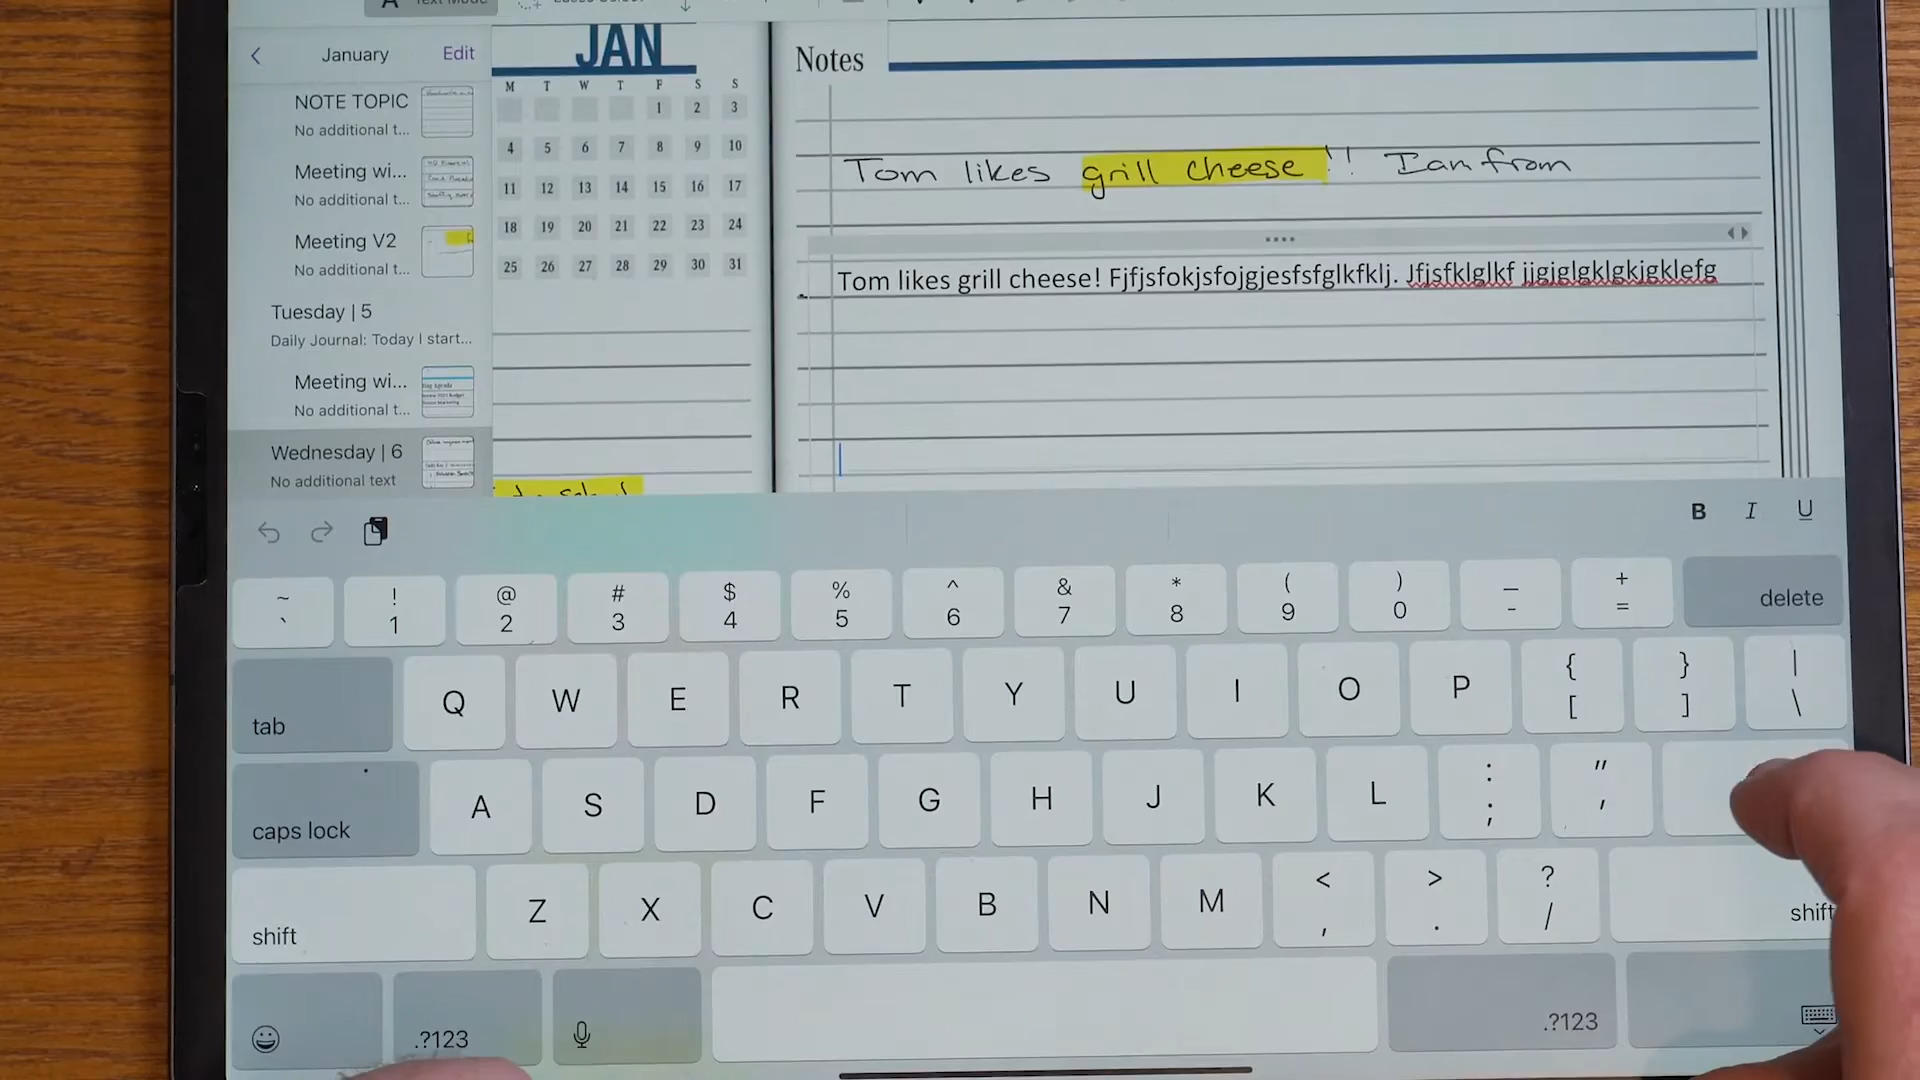 Text Mode
January Edit
NOTE TOPIC
No additional t...
Meeting wi...
No additional t...
Meeting V2
No additional t...
Tuesday | 5
Daily Journal: Today I start...
Meeting wi...
No additional t...
Wednesday | 6
No additional text
JAN
M T W T F S S
1 2 3
4 5 6 7 8 9 10
11 12 13 14 15 16 17
18 19 20 21 22 23 24
25 26 27 28 29 30 31
Notes
Tom likes grill cheese!! I am from
Tom likes grill cheese! Fjfjsfokjsfojgjesfsfglkfklj. Jfjsfklglkf jjgjglgklgkjgklefg
B I U
~ ! @ # $ % ^ & * ( ) _ +
` 1 2 3 4 5 6 7 8 9 0 - = delete
tab Q W E R T Y U I O P { [ } ] | \
caps lock A S D F G H J K L : ; " '
shift Z X C V B N M < , > . ? / shift
.?123 .?123